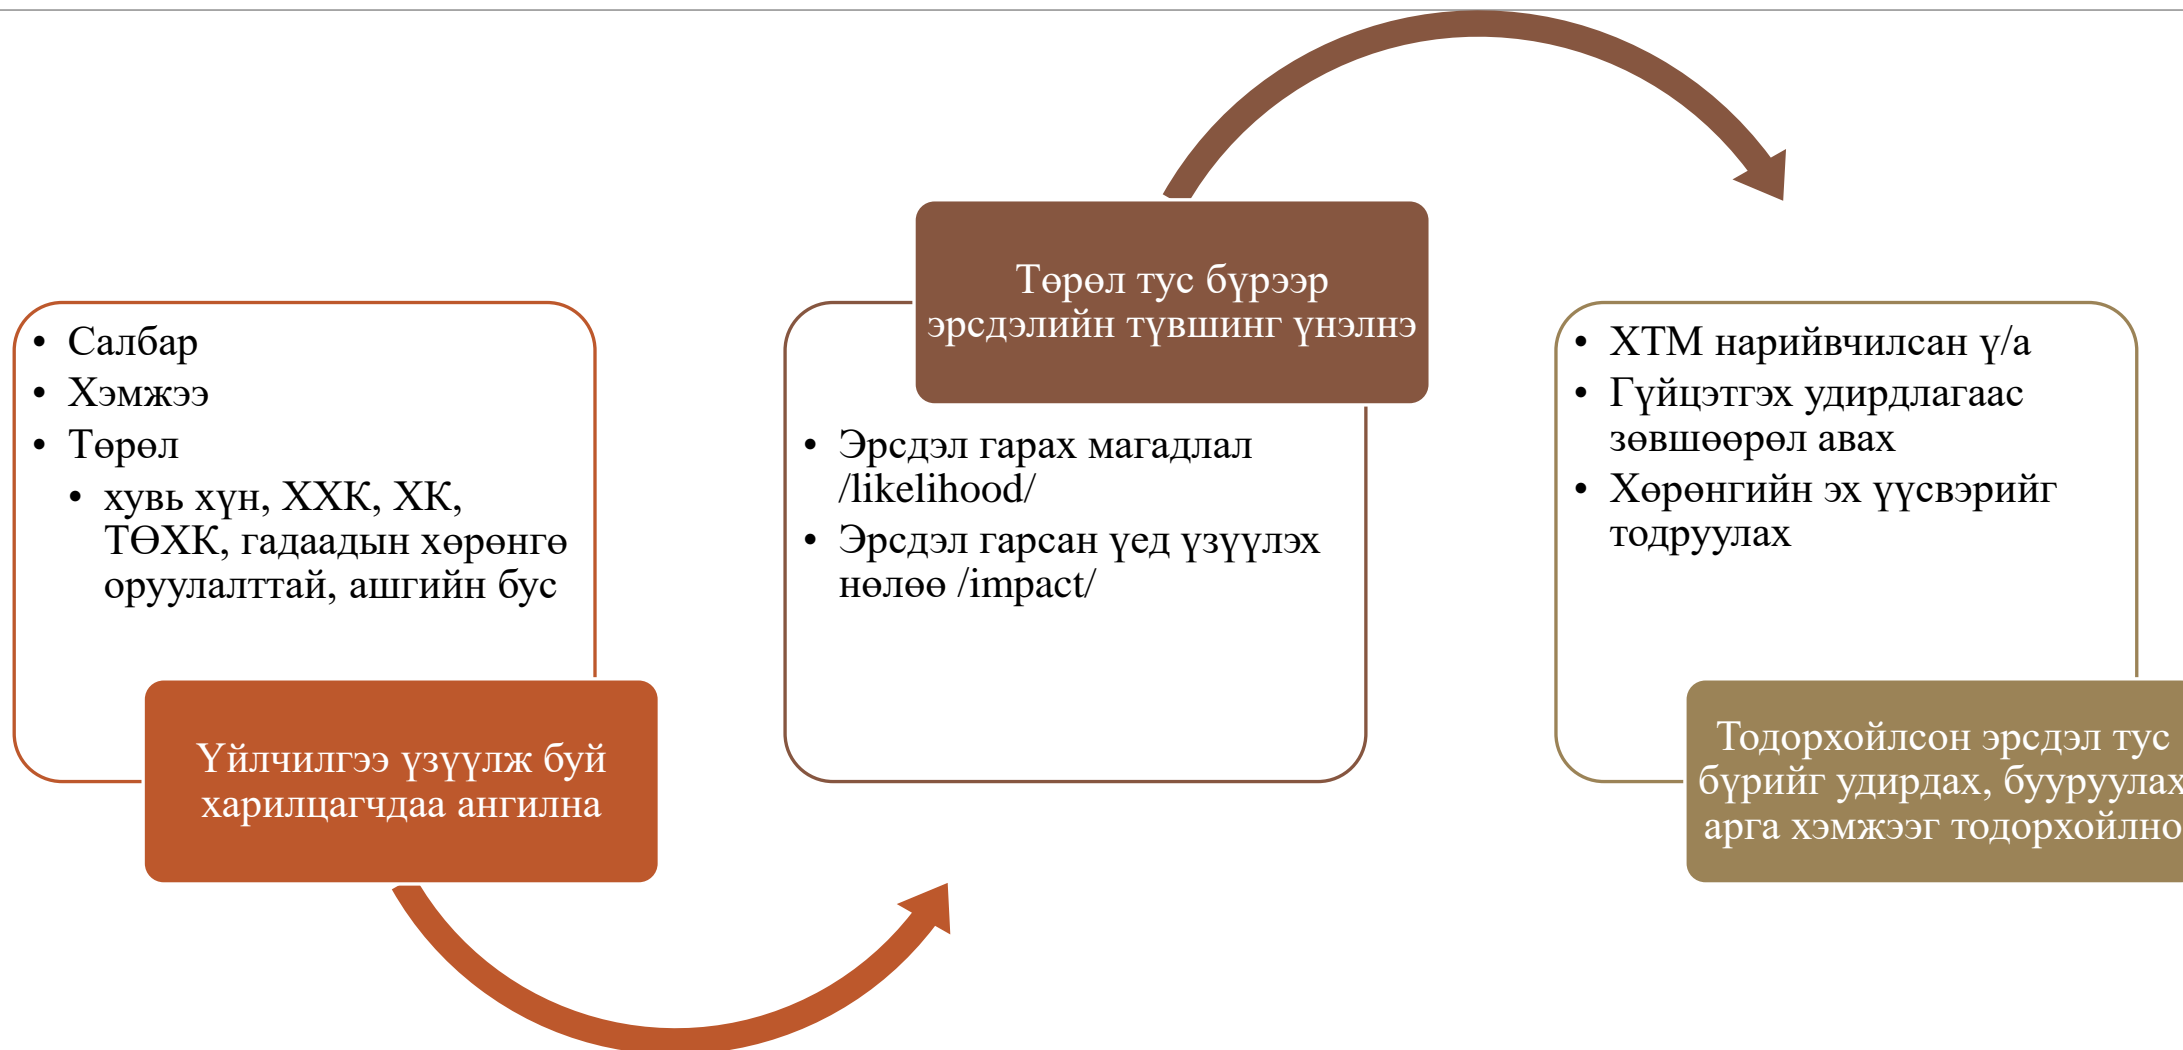 • Салбар
• Хэмжээ
• Төрөл
• хувь хүн, ХХК, ХК,
ТӨХК, гадаадын хөрөнгө
оруулалттай, ашгийн бус
Үйлчилгээ үзүүлж буй
харилцагчдаа ангилна
Төрөл тус бүрээр
эрсдэлийн түвшинг үнэлнэ
• Эрсдэл гарах магадлал
/likelihood/
• Эрсдэл гарсан үед үзүүлэх
нөлөө /impact/
• ХТМ нарийвчилсан ү/а
• Гүйцэтгэх удирдлагаас
зөвшөөрөл авах
• Хөрөнгийн эх үүсвэрийг
тодруулах
Тодорхойлсон эрсдэл тус
бүрийг удирдах, бууруулах
арга хэмжээг тодорхойлно